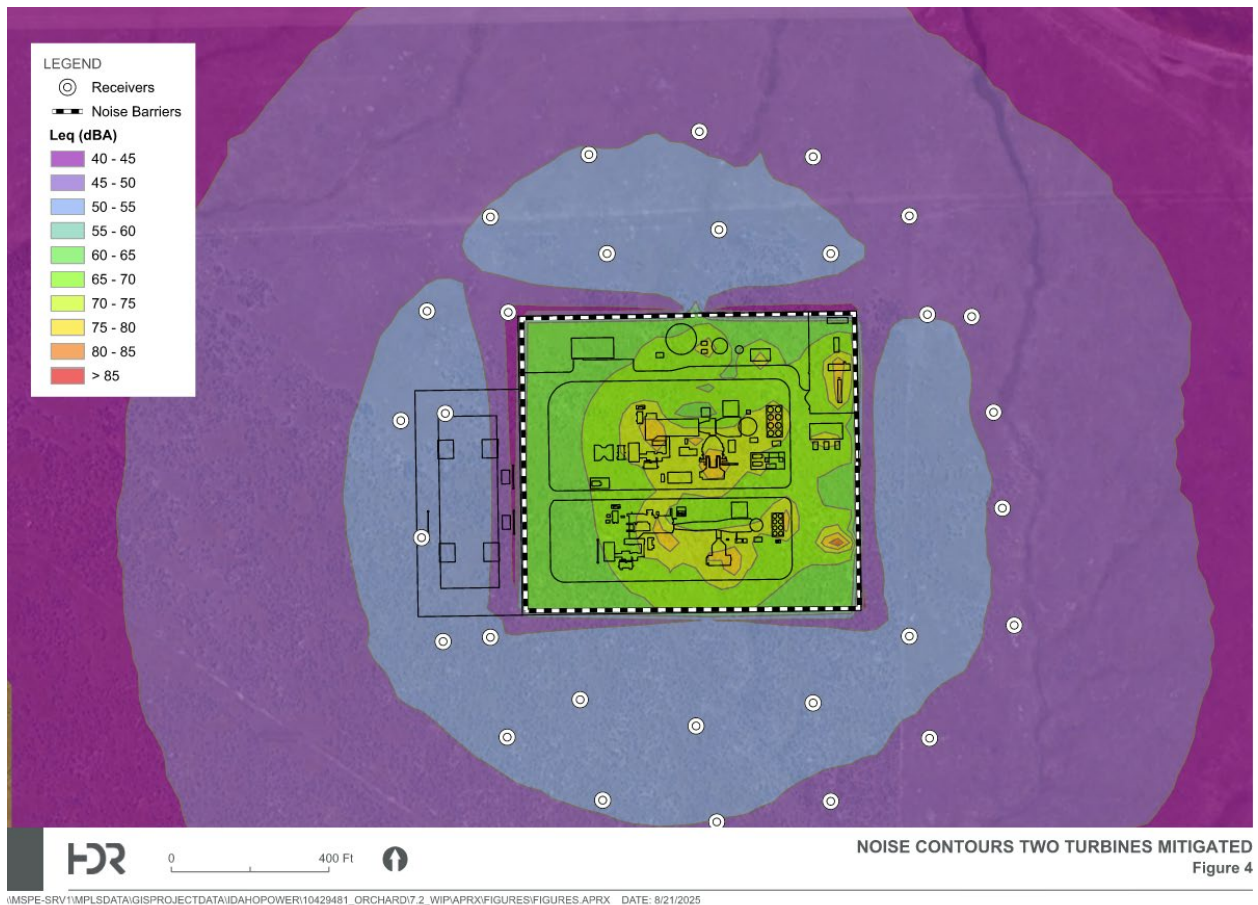 LEGEND
Receivers
Noise Barriers
Leq (dBA)
40 - 45
45 - 50
50 - 55
55 - 60
60 - 65
65 - 70
70 - 75
75 - 80
80 - 85
> 85
HDR
0 400 Ft
NOISE CONTOURS TWO TURBINES MITIGATED
Figure 4
\\MSPE-SRV1\MPLSDATA\GISPROJECTDATA\IDAHOPOWER\10429481_ORCHARD\7.2_WIP\APRX\FIGURES\FIGURES.APRX DATE: 8/21/2025